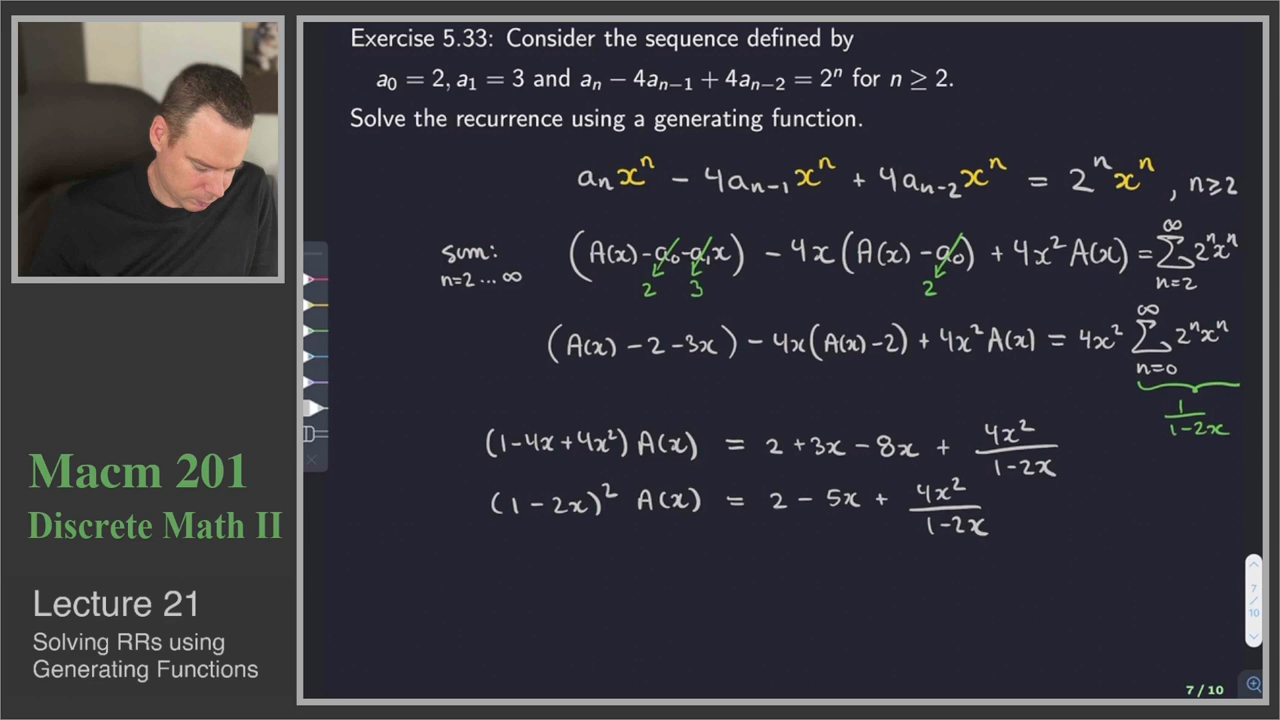 Exercise 5.33: Consider the sequence defined by
a₀ = 2, a₁ = 3 and aₙ − 4aₙ₋₁ + 4aₙ₋₂ = 2ⁿ for n ≥ 2.
Solve the recurrence using a generating function.
aₙxⁿ − 4aₙ₋₁xⁿ + 4aₙ₋₂xⁿ = 2ⁿxⁿ, n≥2
sum: (A(x) − a₀ − a₁x) − 4x(A(x) − a₀) + 4x²A(x) = ∞ Σ n=2 2ⁿxⁿ
n=2 ... ∞
2 3 2
(A(x) − 2 − 3x) − 4x(A(x) − 2) + 4x²A(x) = 4x² ∞ Σ n=0 2ⁿxⁿ
1/(1−2x)
(1−4x+4x²) A(x) = 2 + 3x − 8x + 4x²/(1−2x)
(1−2x)² A(x) = 2 − 5x + 4x²/(1−2x)
Macm 201
Discrete Math II
Lecture 21
Solving RRs using
Generating Functions
7
/
10
7 / 10